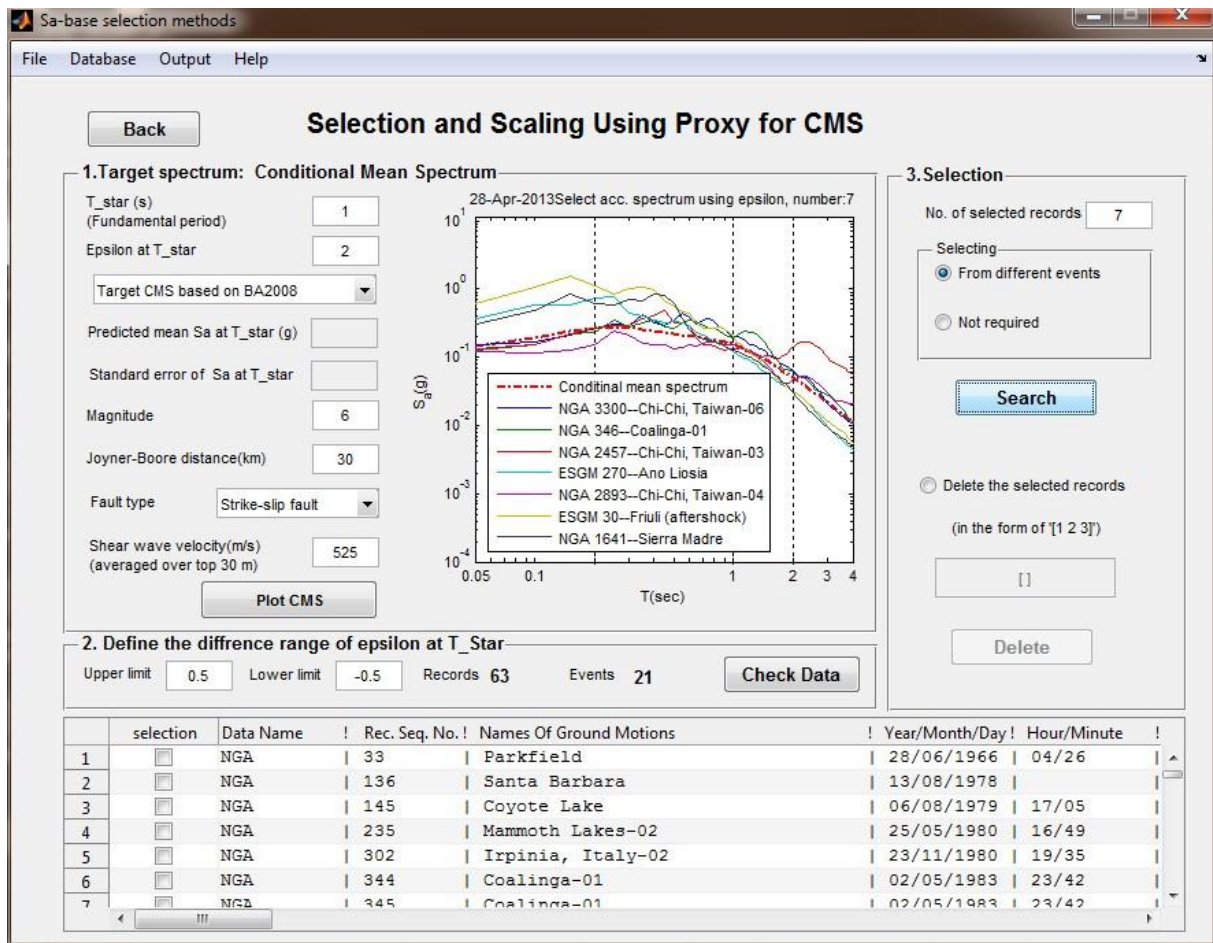 Sa-base selection methods
File Database Output Help
Back
Selection and Scaling Using Proxy for CMS
1.Target spectrum: Conditional Mean Spectrum
T_star (s)
(Fundamental period)
1
Epsilon at T_star
2
Target CMS based on BA2008
Predicted mean Sa at T_star (g)
Standard error of Sa at T_star
Magnitude
6
Joyner-Boore distance(km)
30
Fault type
Strike-slip fault
Shear wave velocity(m/s)
(averaged over top 30 m)
525
Plot CMS
28-Apr-2013Select acc. spectrum using epsilon, number:7
10^1
10^0
10^-1
10^-2
10^-3
10^-4
S_a(g)
Conditinal mean spectrum
NGA 3300--Chi-Chi, Taiwan-06
NGA 346--Coalinga-01
NGA 2457--Chi-Chi, Taiwan-03
ESGM 270--Ano Liosia
NGA 2893--Chi-Chi, Taiwan-04
ESGM 30--Friuli (aftershock)
NGA 1641--Sierra Madre
0.05 0.1 1 2 3 4
T(sec)
3.Selection
No. of selected records 7
Selecting
From different events
Not required
Search
Delete the selected records
(in the form of '[1 2 3]')
[ ]
Delete
2. Define the diffrence range of epsilon at T_Star
Upper limit 0.5 Lower limit -0.5 Records 63 Events 21 Check Data
selection Data Name ! Rec. Seq. No. ! Names Of Ground Motions ! Year/Month/Day ! Hour/Minute !
1 NGA | 33 | Parkfield | 28/06/1966 | 04/26 |
2 NGA | 136 | Santa Barbara | 13/08/1978 | |
3 NGA | 145 | Coyote Lake | 06/08/1979 | 17/05 |
4 NGA | 235 | Mammoth Lakes-02 | 25/05/1980 | 16/49 |
5 NGA | 302 | Irpinia, Italy-02 | 23/11/1980 | 19/35 |
6 NGA | 344 | Coalinga-01 | 02/05/1983 | 23/42 |
7 NGA | 345 | Coalinga-01 | 02/05/1983 | 23/42 |